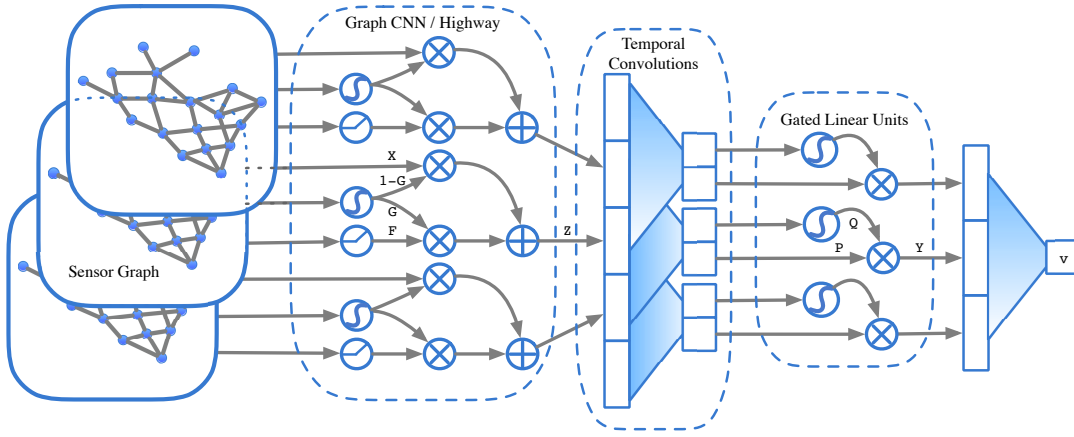 Graph CNN / Highway
Temporal
Convolutions
Gated Linear Units
X
1-G
G
F
Z
Q
P
Y
v
Sensor Graph